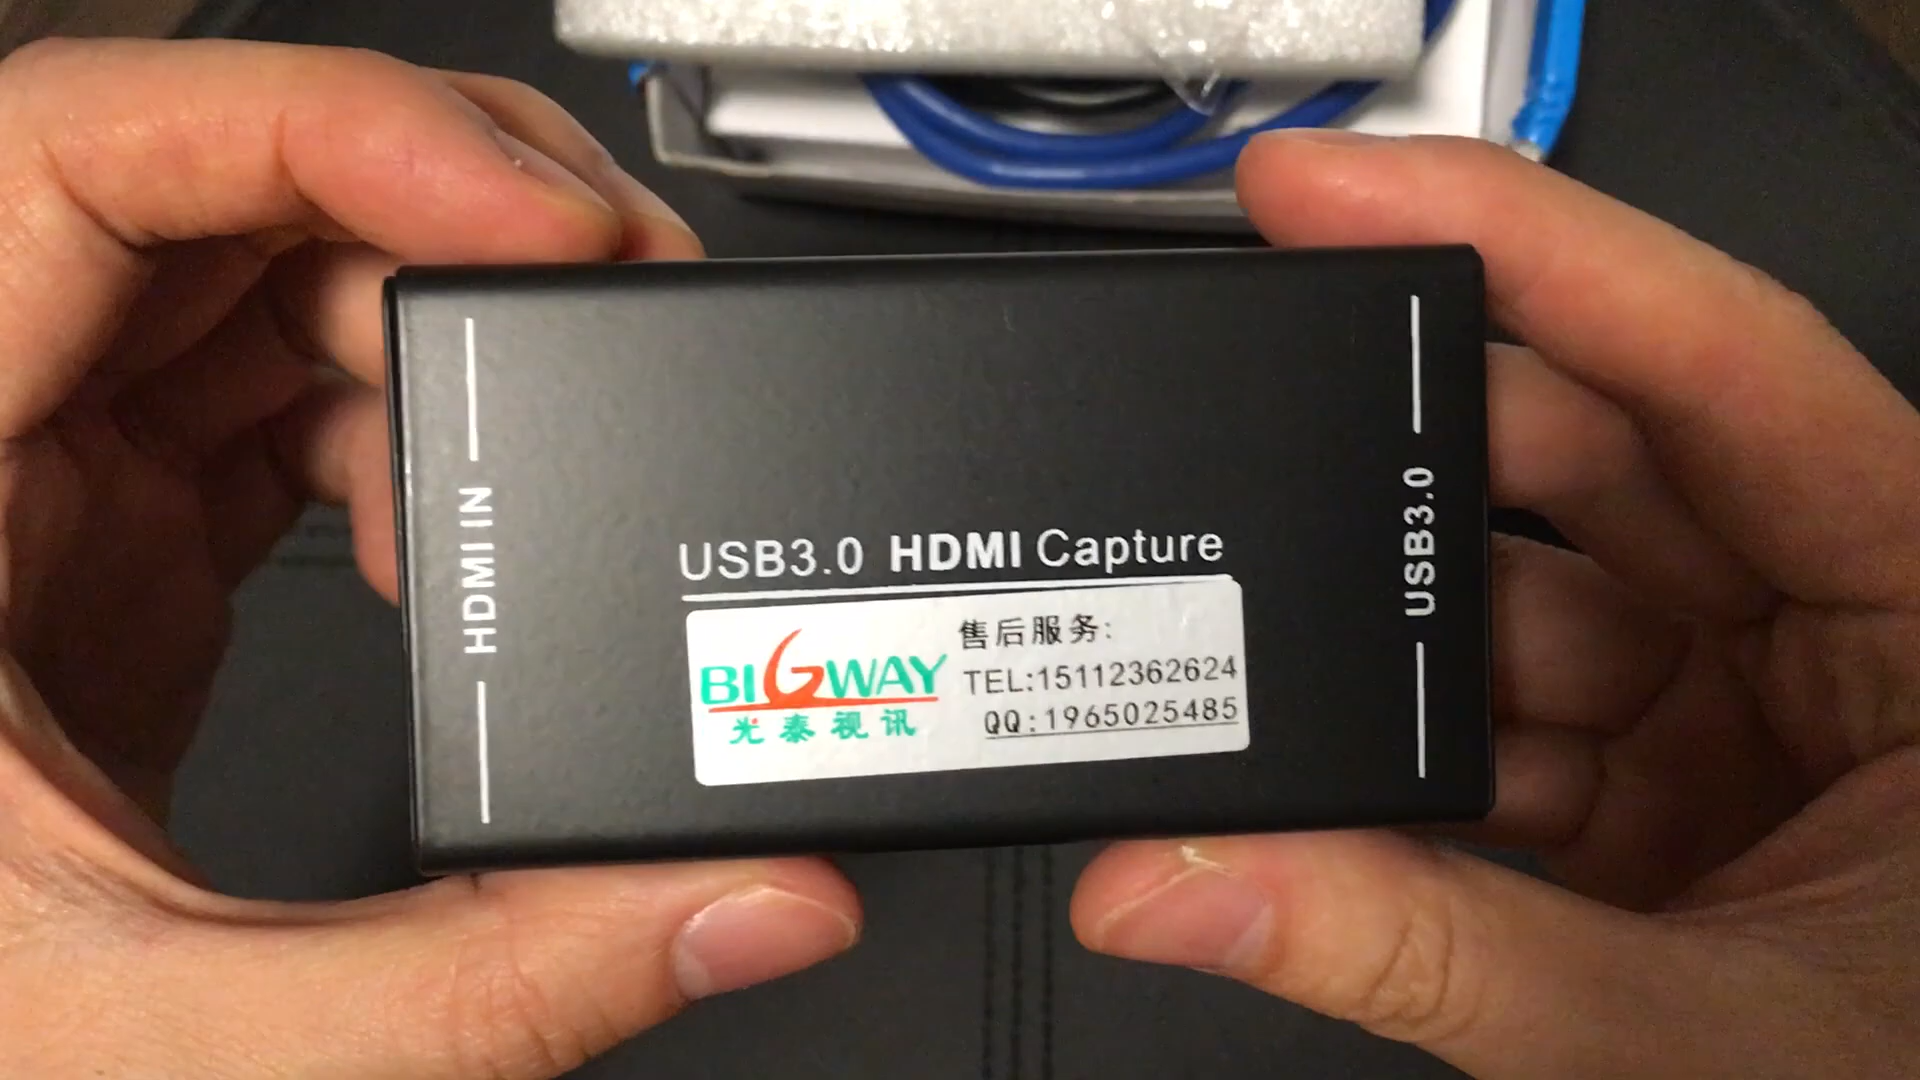 HDMI IN
USB3.0 HDMI Capture
BIGWAY
光泰视讯
售后服务:
TEL:15112362624
QQ:1965025485
USB3.0